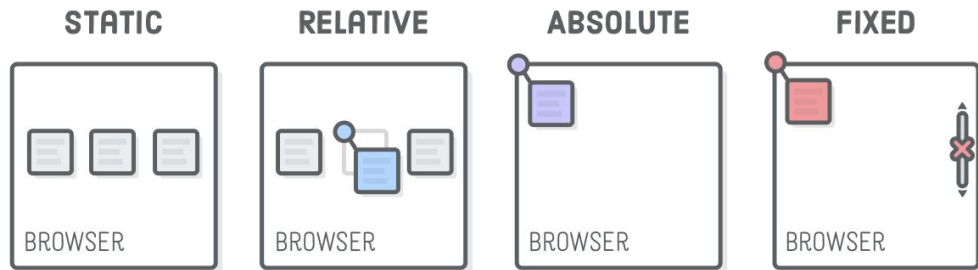 STATIC
RELATIVE
ABSOLUTE
FIXED
BROWSER
BROWSER
BROWSER
BROWSER